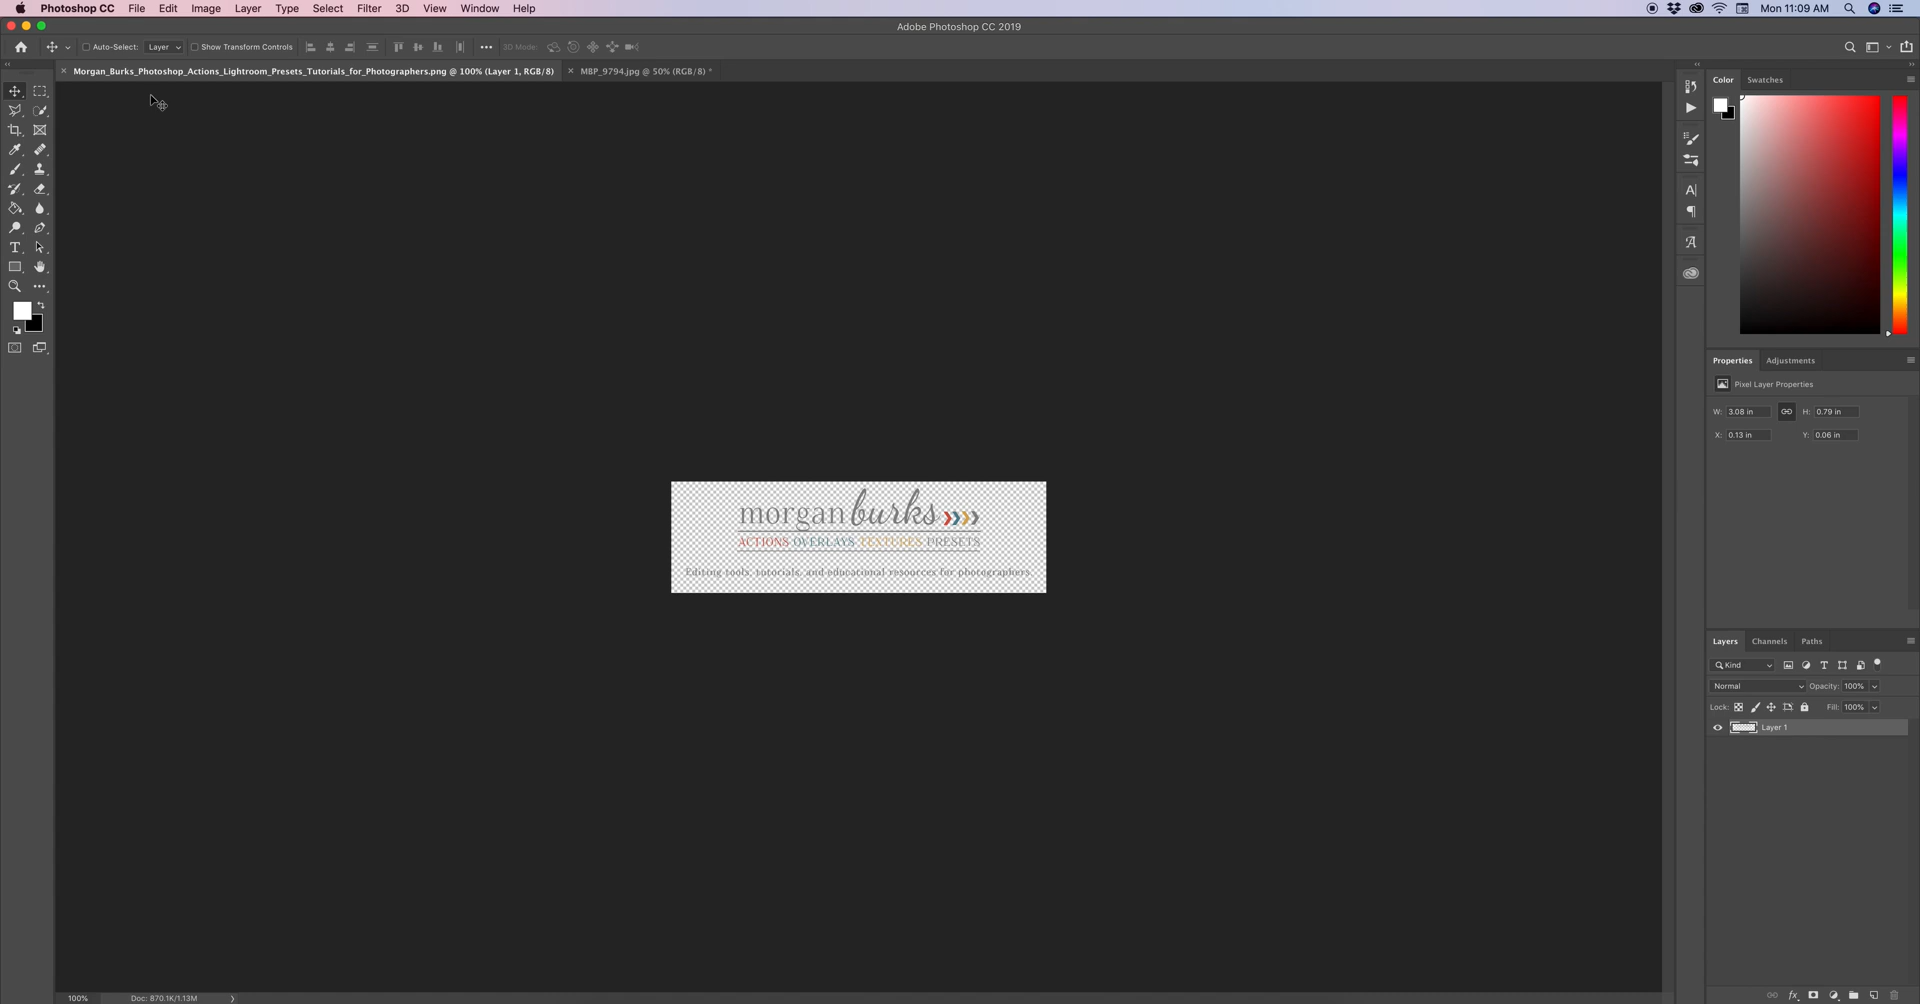 Photoshop CC File Edit Image Layer Type Select Filter 3D View Window Help Mon 11:09 AM
Adobe Photoshop CC 2019
Auto-Select: Layer Show Transform Controls 3D Mode:
Morgan_Burks_Photoshop_Actions_Lightroom_Presets_Tutorials_for_Photographers.png @ 100% (Layer 1, RGB/8) MBP_9794.jpg @ 50% (RGB/8) *
Color Swatches
Properties Adjustments
Pixel Layer Properties
W: 3.08 in H: 0.79 in
X: 0.13 in Y: 0.06 in
morgan burks
ACTIONS OVERLAYS TEXTURES PRESETS
Editing tools, tutorials, and educational resources for photographers
Layers Channels Paths
Kind
Normal Opacity: 100%
Lock: Fill: 100%
Layer 1
100% Doc: 870.1K/1.13M